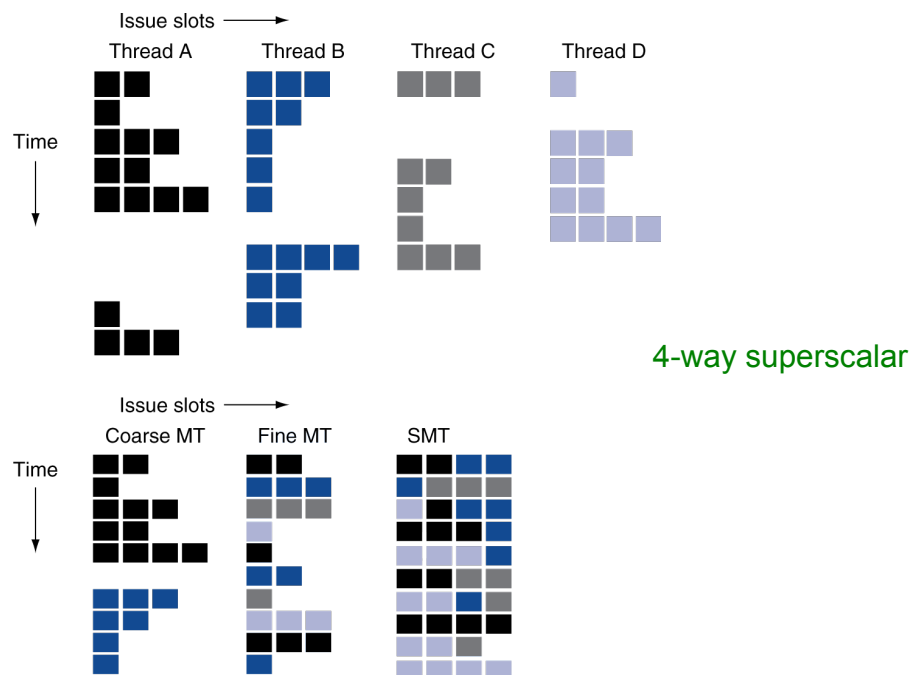 Issue slots
Thread A Thread B Thread C Thread D
Time
4-way superscalar
Issue slots
Coarse MT Fine MT SMT
Time